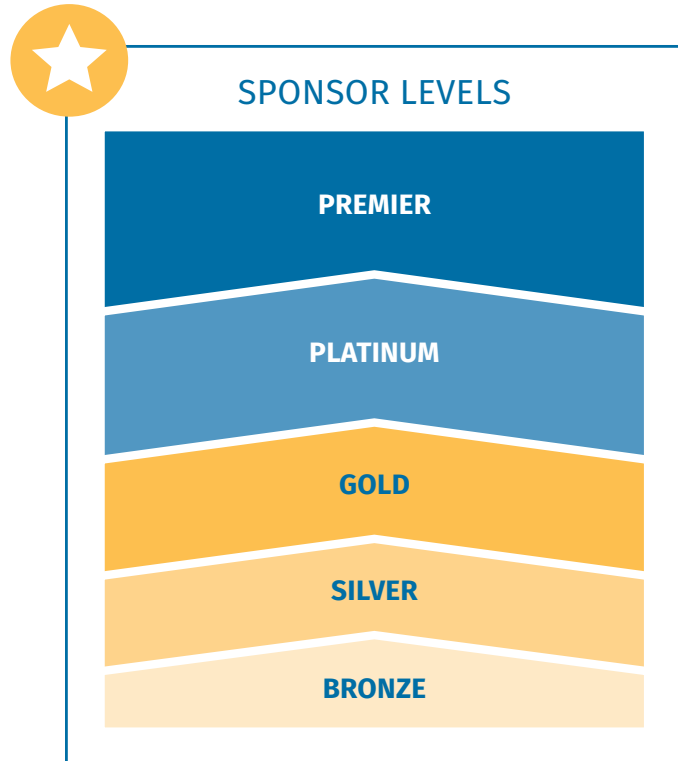 SPONSOR LEVELS
PREMIER
PLATINUM
GOLD
SILVER
BRONZE